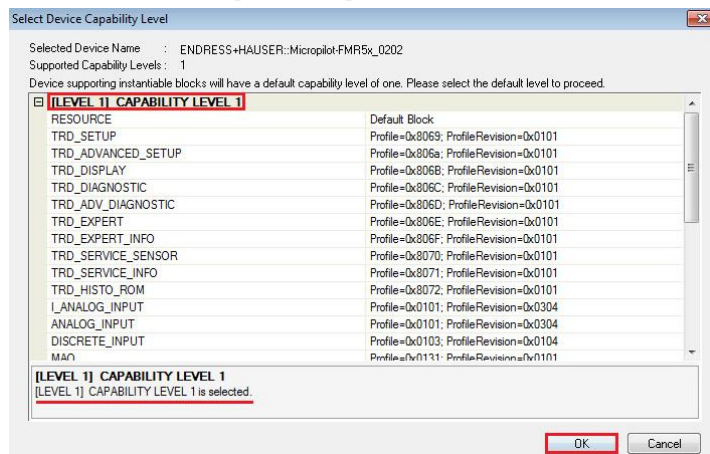 Select Device Capability Level
Selected Device Name : ENDRESS+HAUSER::Micropilot-FMR5x_0202
Supported Capability Levels : 1
Device supporting instantiable blocks will have a default capability level of one. Please select the default level to proceed.
[LEVEL 1] CAPABILITY LEVEL 1
RESOURCE Default Block
TRD_SETUP Profile=0x8069; ProfileRevision=0x0101
TRD_ADVANCED_SETUP Profile=0x806a; ProfileRevision=0x0101
TRD_DISPLAY Profile=0x806B; ProfileRevision=0x0101
TRD_DIAGNOSTIC Profile=0x806C; ProfileRevision=0x0101
TRD_ADV_DIAGNOSTIC Profile=0x806D; ProfileRevision=0x0101
TRD_EXPERT Profile=0x806E; ProfileRevision=0x0101
TRD_EXPERT_INFO Profile=0x806F; ProfileRevision=0x0101
TRD_SERVICE_SENSOR Profile=0x8070; ProfileRevision=0x0101
TRD_SERVICE_INFO Profile=0x8071; ProfileRevision=0x0101
TRD_HISTO_ROM Profile=0x8072; ProfileRevision=0x0101
I_ANALOG_INPUT Profile=0x0101; ProfileRevision=0x0304
ANALOG_INPUT Profile=0x0101; ProfileRevision=0x0304
DISCRETE_INPUT Profile=0x0103; ProfileRevision=0x0104
MAO Profile=0x0131; ProfileRevision=0x0101
[LEVEL 1] CAPABILITY LEVEL 1
[LEVEL 1] CAPABILITY LEVEL 1 is selected.
OK Cancel